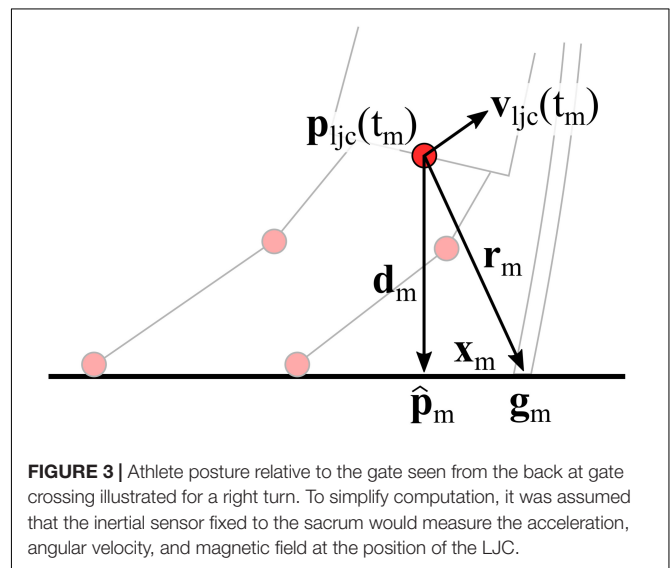 p_ljc(t_m)
v_ljc(t_m)
d_m
r_m
x_m
p̂_m
g_m
FIGURE 3 | Athlete posture relative to the gate seen from the back at gate
crossing illustrated for a right turn. To simplify computation, it was assumed
that the inertial sensor fixed to the sacrum would measure the acceleration,
angular velocity, and magnetic field at the position of the LJC.